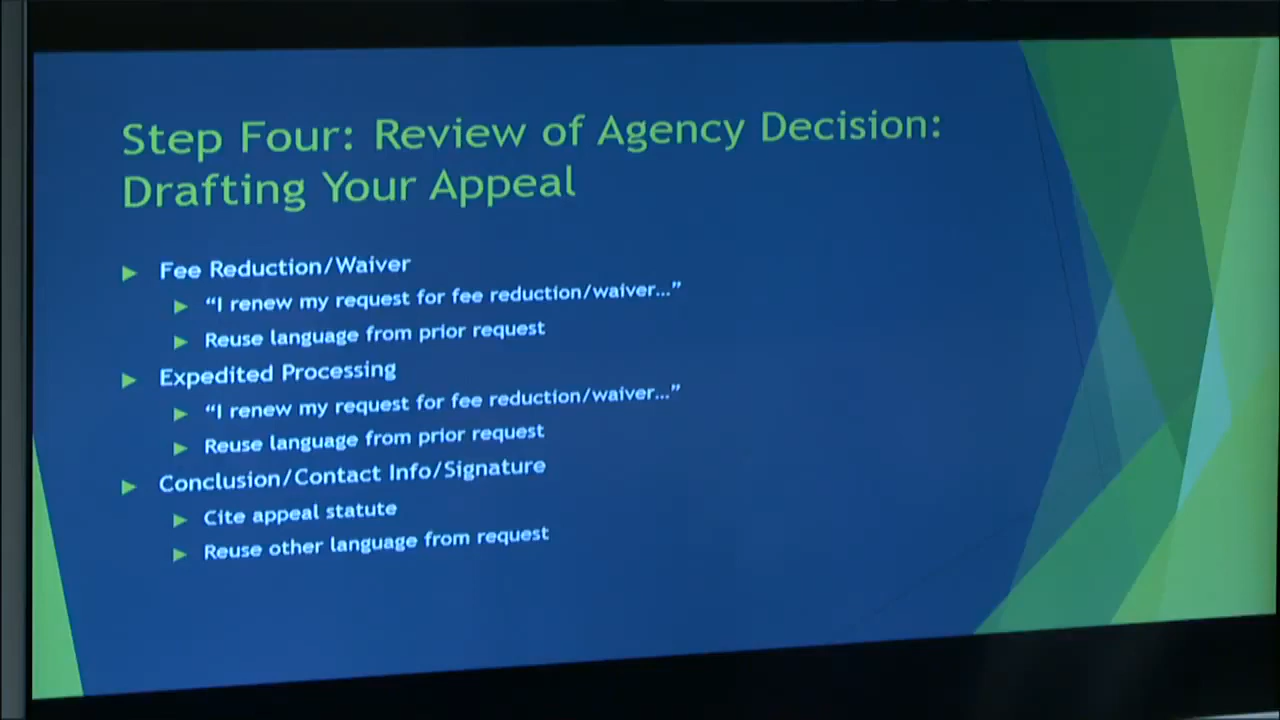 Step Four: Review of Agency Decision:
Drafting Your Appeal
Fee Reduction/Waiver
“I renew my request for fee reduction/waiver...”
Reuse language from prior request
Expedited Processing
“I renew my request for fee reduction/waiver...”
Reuse language from prior request
Conclusion/Contact Info/Signature
Cite appeal statute
Reuse other language from request